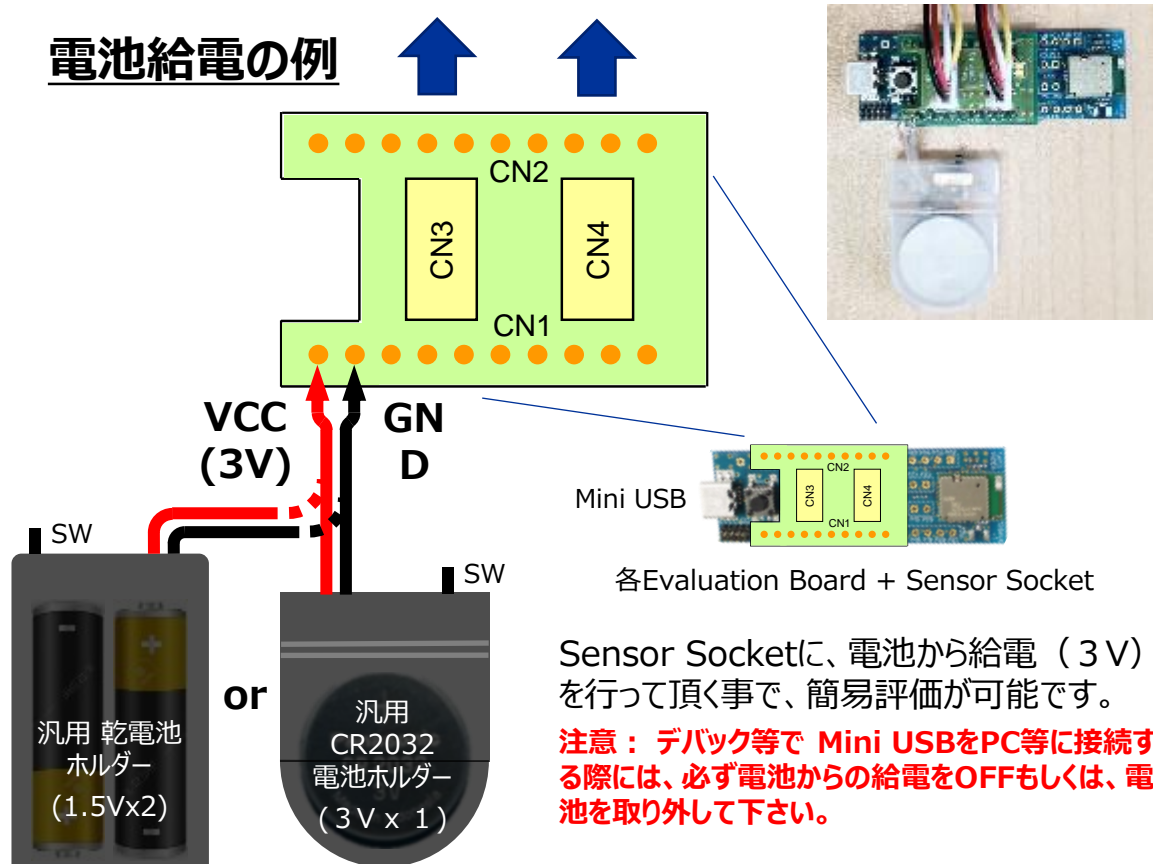 電池給電の例
CN2
CN3
CN4
CN1
VCC
(3V)
GN
D
SW
SW
or
汎用 乾電池
ホルダー
(1.5Vx2)
汎用
CR2032
電池ホルダー
(３V x １)
Mini USB
CN2
CN3
CN4
CN1
各Evaluation Board + Sensor Socket
Sensor Socketに、電池から給電（３V）
を行って頂く事で、簡易評価が可能です。
注意： デバック等で Mini USBをPC等に接続す
る際には、必ず電池からの給電をOFFもしくは、電
池を取り外して下さい。